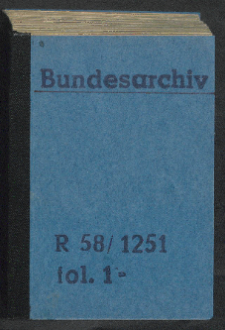 Bundesarchiv
R 58/1251
fol. 1-